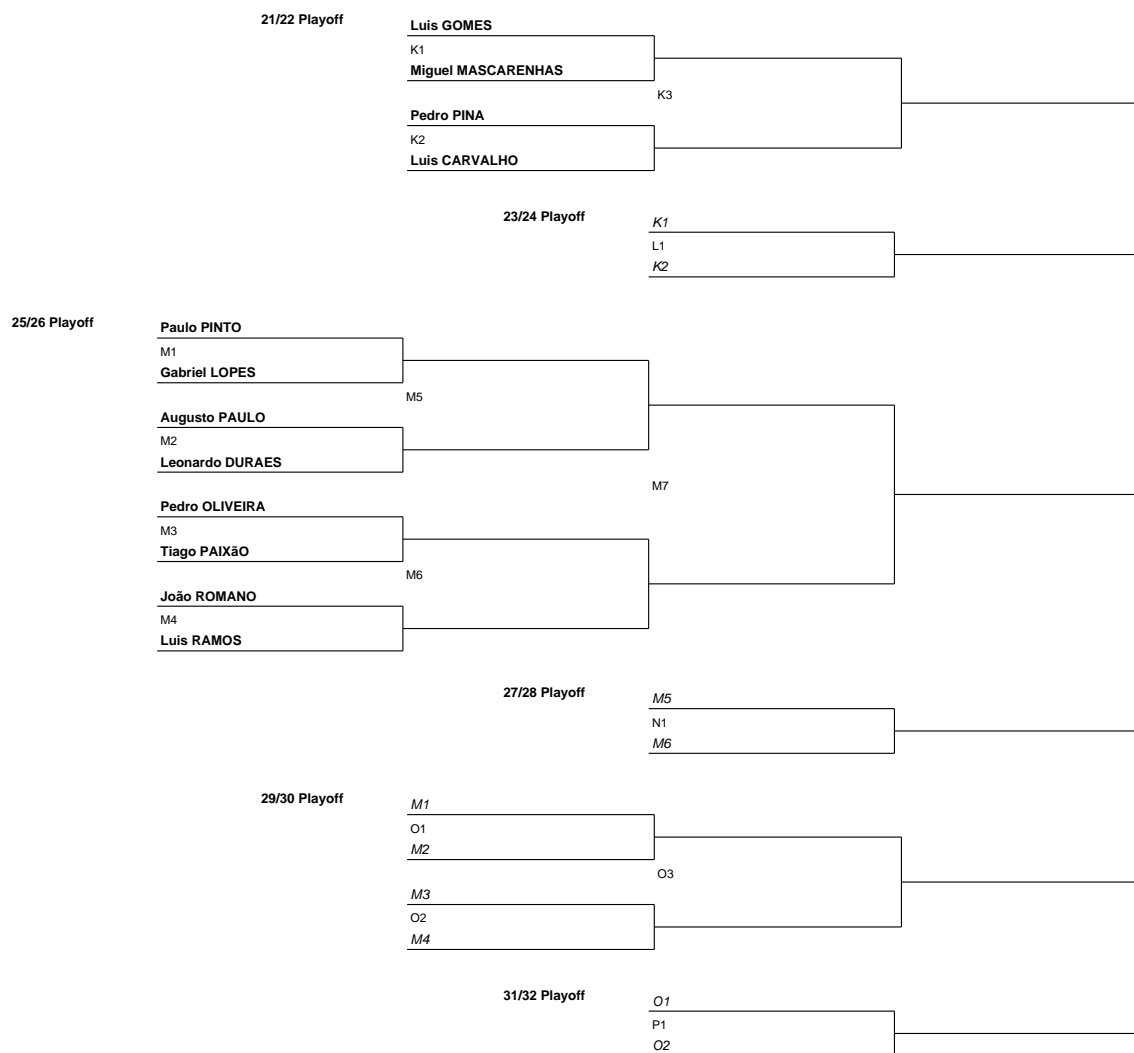 21/22 Playoff
Luis GOMES
K1
Miguel MASCARENHAS
K3
Pedro PINA
K2
Luis CARVALHO
23/24 Playoff
K1
L1
K2
25/26 Playoff
Paulo PINTO
M1
Gabriel LOPES
M5
Augusto PAULO
M2
Leonardo DURAES
M7
Pedro OLIVEIRA
M3
Tiago PAIXãO
M6
João ROMANO
M4
Luis RAMOS
27/28 Playoff
M5
N1
M6
29/30 Playoff
M1
O1
M2
O3
M3
O2
M4
31/32 Playoff
O1
P1
O2